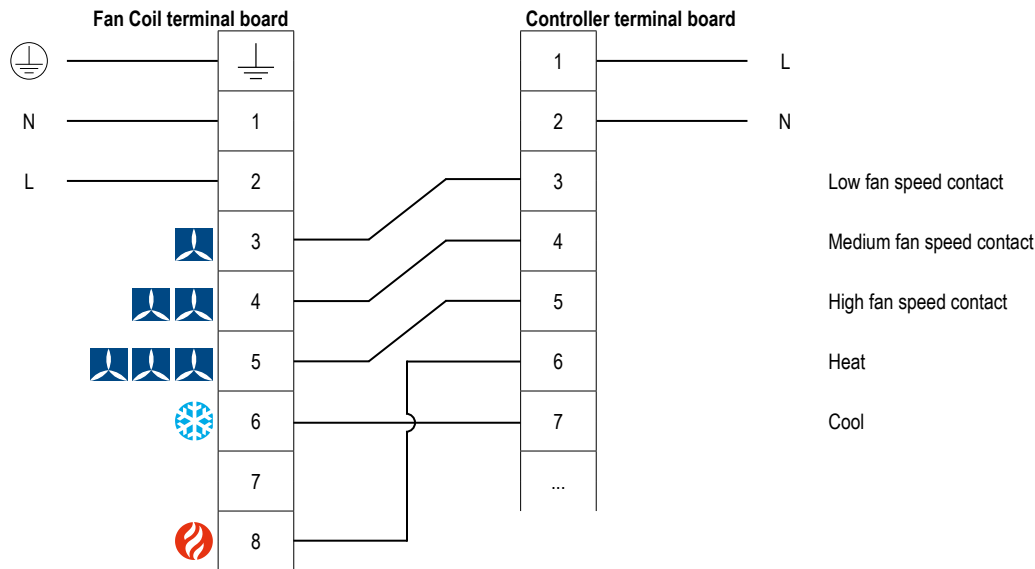 Fan Coil terminal board
Controller terminal board
1 L
N 1 2 N
L 2 3 Low fan speed contact
3 4 Medium fan speed contact
4 5 High fan speed contact
5 6 Heat
6 7 Cool
7 ...
8